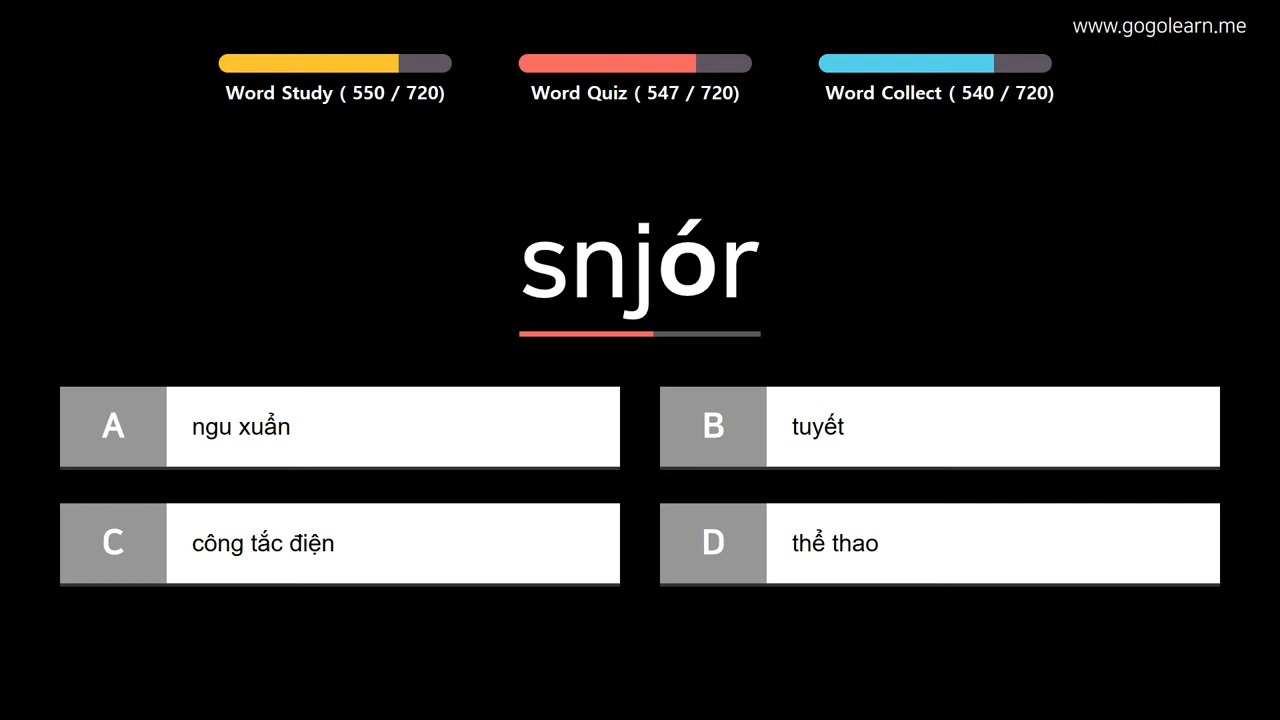 www.gogolearn.me
Word Study ( 550 / 720)
Word Quiz ( 547 / 720)
Word Collect ( 540 / 720)
snjór
A ngu xuẩn
B tuyết
C công tắc điện
D thể thao